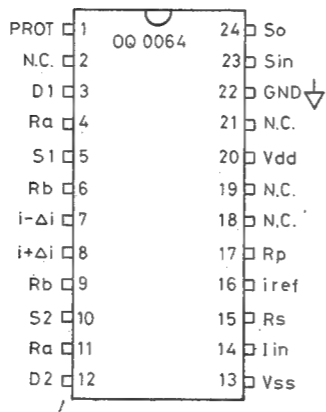 OQ 0064
PROT 1 24 So
N.C. 2 23 Sin
D1 3 22 GND
Ra 4 21 N.C.
S1 5 20 Vdd
Rb 6 19 N.C.
i-Δi 7 18 N.C.
i+Δi 8 17 Rp
Rb 9 16 iref
S2 10 15 Rs
Ra 11 14 Iin
D2 12 13 Vss